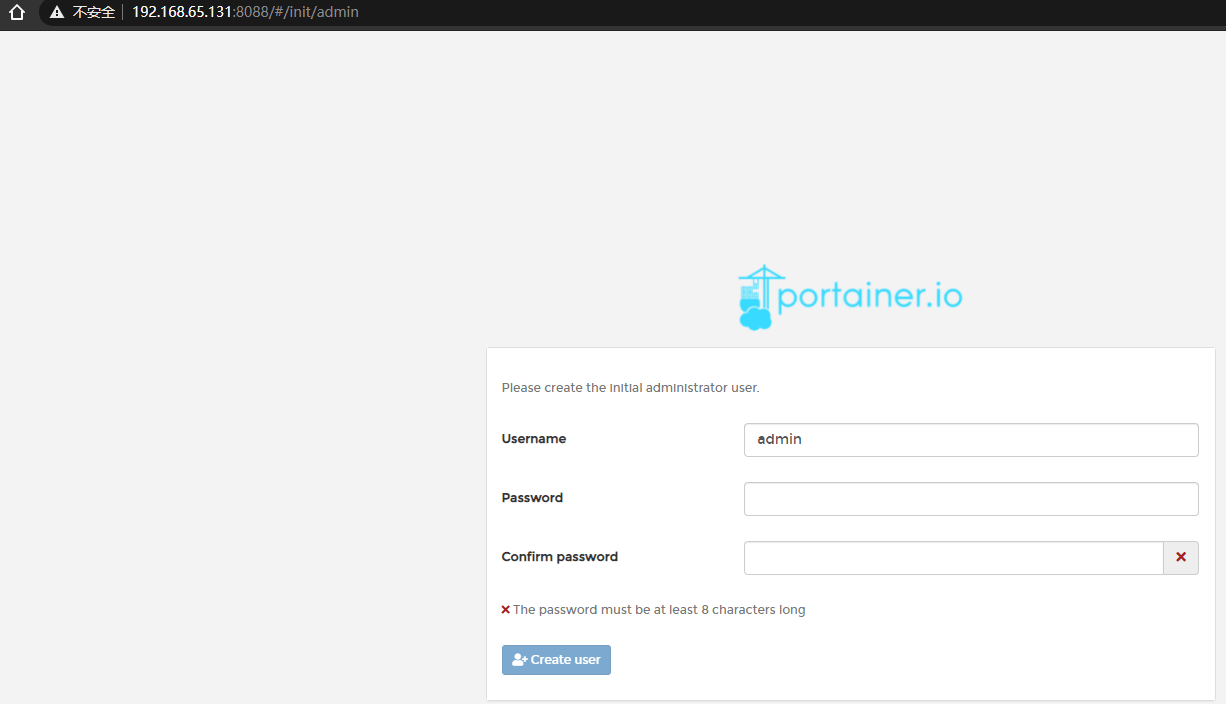 不安全 192.168.65.131:8088/#/init/admin
portainer.io
Please create the initial administrator user.
Username admin
Password
Confirm password
The password must be at least 8 characters long
Create user